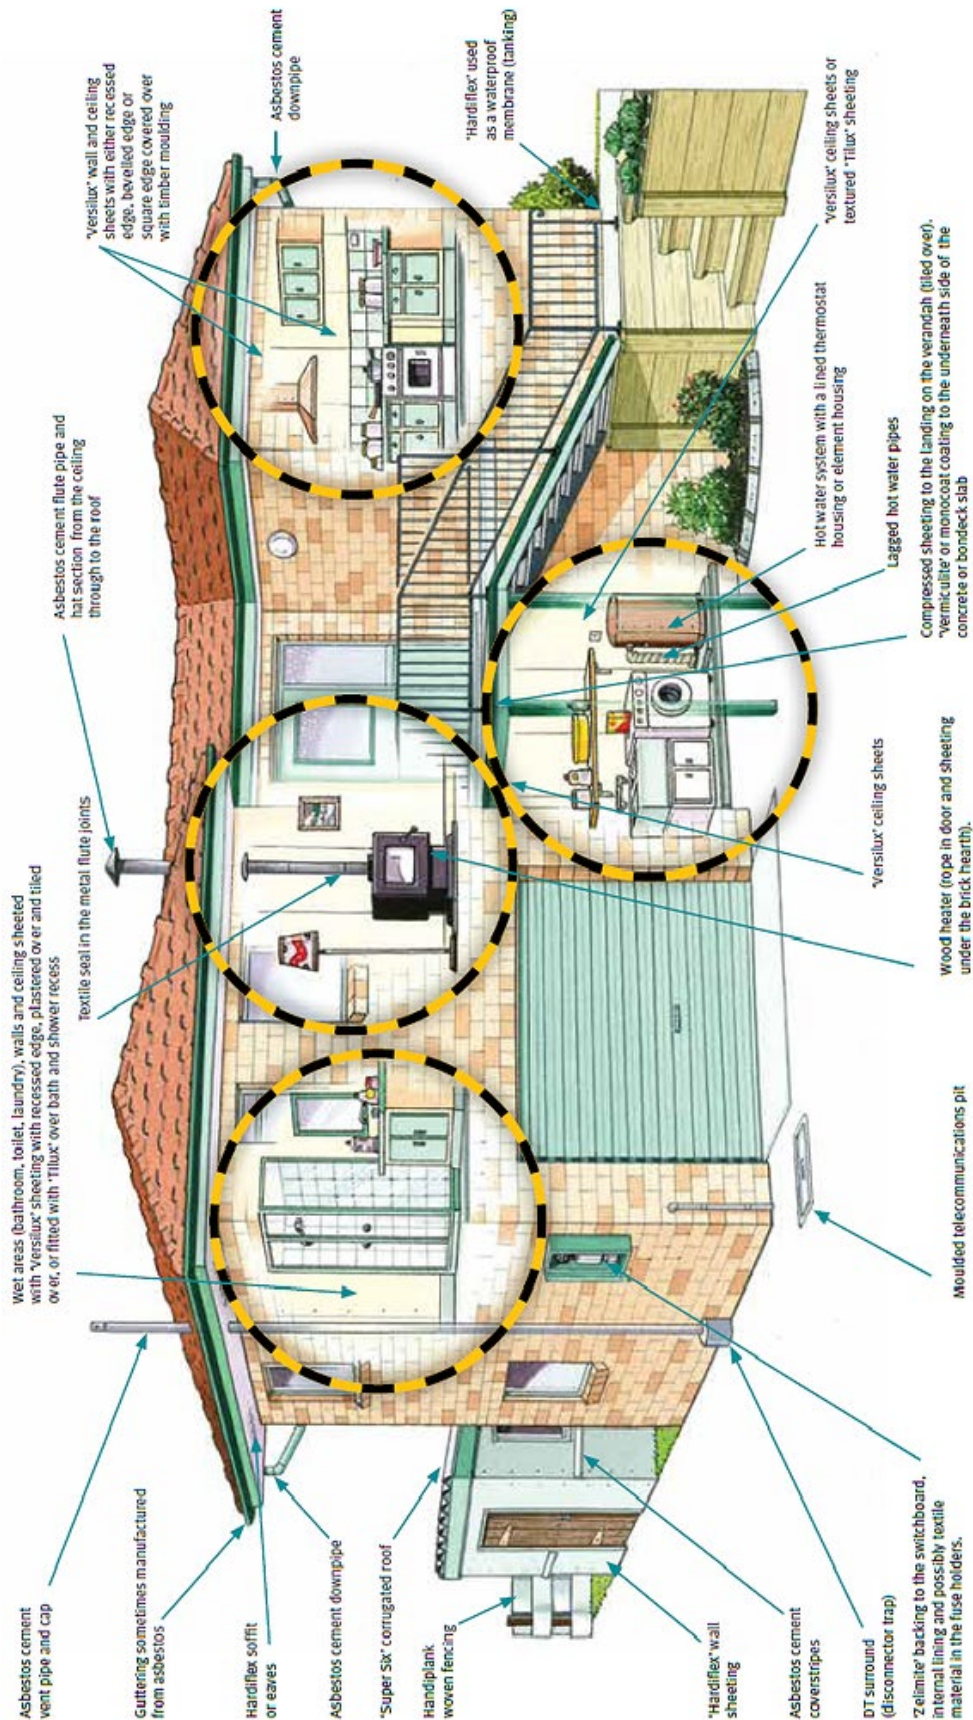 Asbestos cement
vent pipe and cap
Guttering sometimes manufactured
from asbestos
Hardiflex soffit
or eaves
Asbestos cement downpipe
'Super Six' corrugated roof
Handiplank
woven fencing
'Hardiflex' wall
sheeting
Asbestos cement
coverstripes
DT surround
(disconnector trap)
'Zelimite' backing to the switchboard,
internal lining and possibly textile
material in the fuse holders.
Wet areas (bathroom, toilet, laundry), walls and ceiling sheeted
with 'Versilux' sheeting with recessed edge, plastered over and tiled
over, or fitted with 'Tilux' over bath and shower recess
Textile seal in the metal flute joints
Asbestos cement flute pipe and
hat section from the ceiling
through to the roof
'Versilux' wall and ceiling
sheets with either recessed
edge, bevelled edge or
square edge covered over
with timber moulding
Asbestos cement
downpipe
'Hardiflex' used
as a waterproof
membrane (tanking)
'Versilux' ceiling sheets or
textured 'Tilux' sheeting
Hot water system with a lined thermostat
housing or element housing
Lagged hot water pipes
Compressed sheeting to the landing on the verandah (tiled over).
'Vermiculite' or monocoat coating to the underneath side of the
concrete or bondeck slab
'Versilux' ceiling sheets
Wood heater (rope in door and sheeting
under the brick hearth).
Moulded telecommunications pit